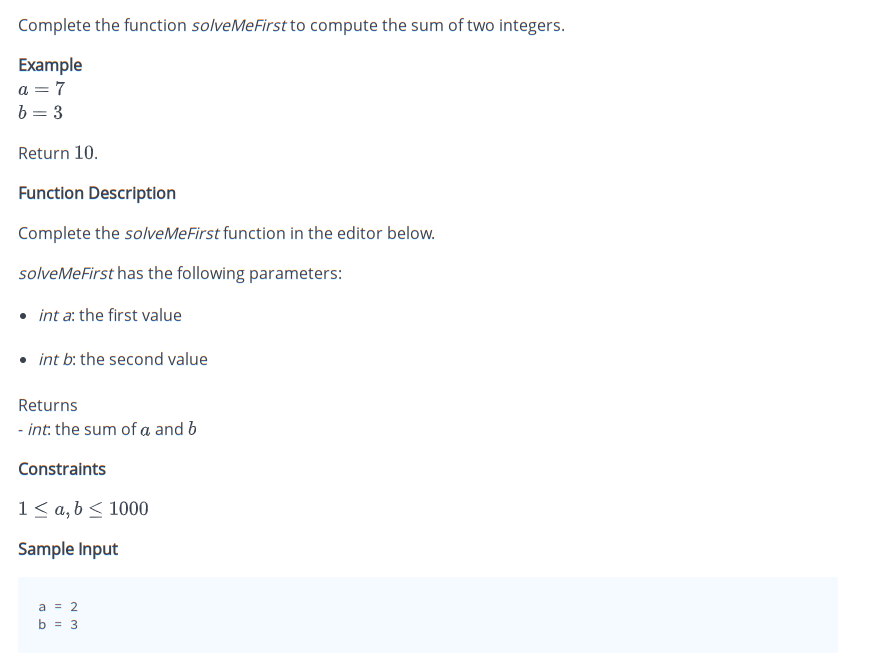 Complete the function solveMeFirst to compute the sum of two integers.
Example
a = 7
b = 3
Return 10.
Function Description
Complete the solveMeFirst function in the editor below.
solveMeFirst has the following parameters:
• int a: the first value
• int b: the second value
Returns
- int: the sum of a and b
Constraints
1 ≤ a, b ≤ 1000
Sample Input
a = 2
b = 3